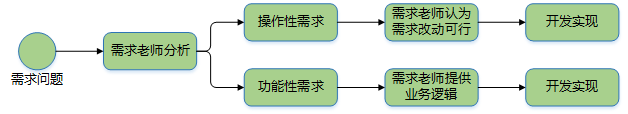 需求问题
需求老师分析
操作性需求
需求老师认为
需求改动可行
开发实现
功能性需求
需求老师提供
业务逻辑
开发实现